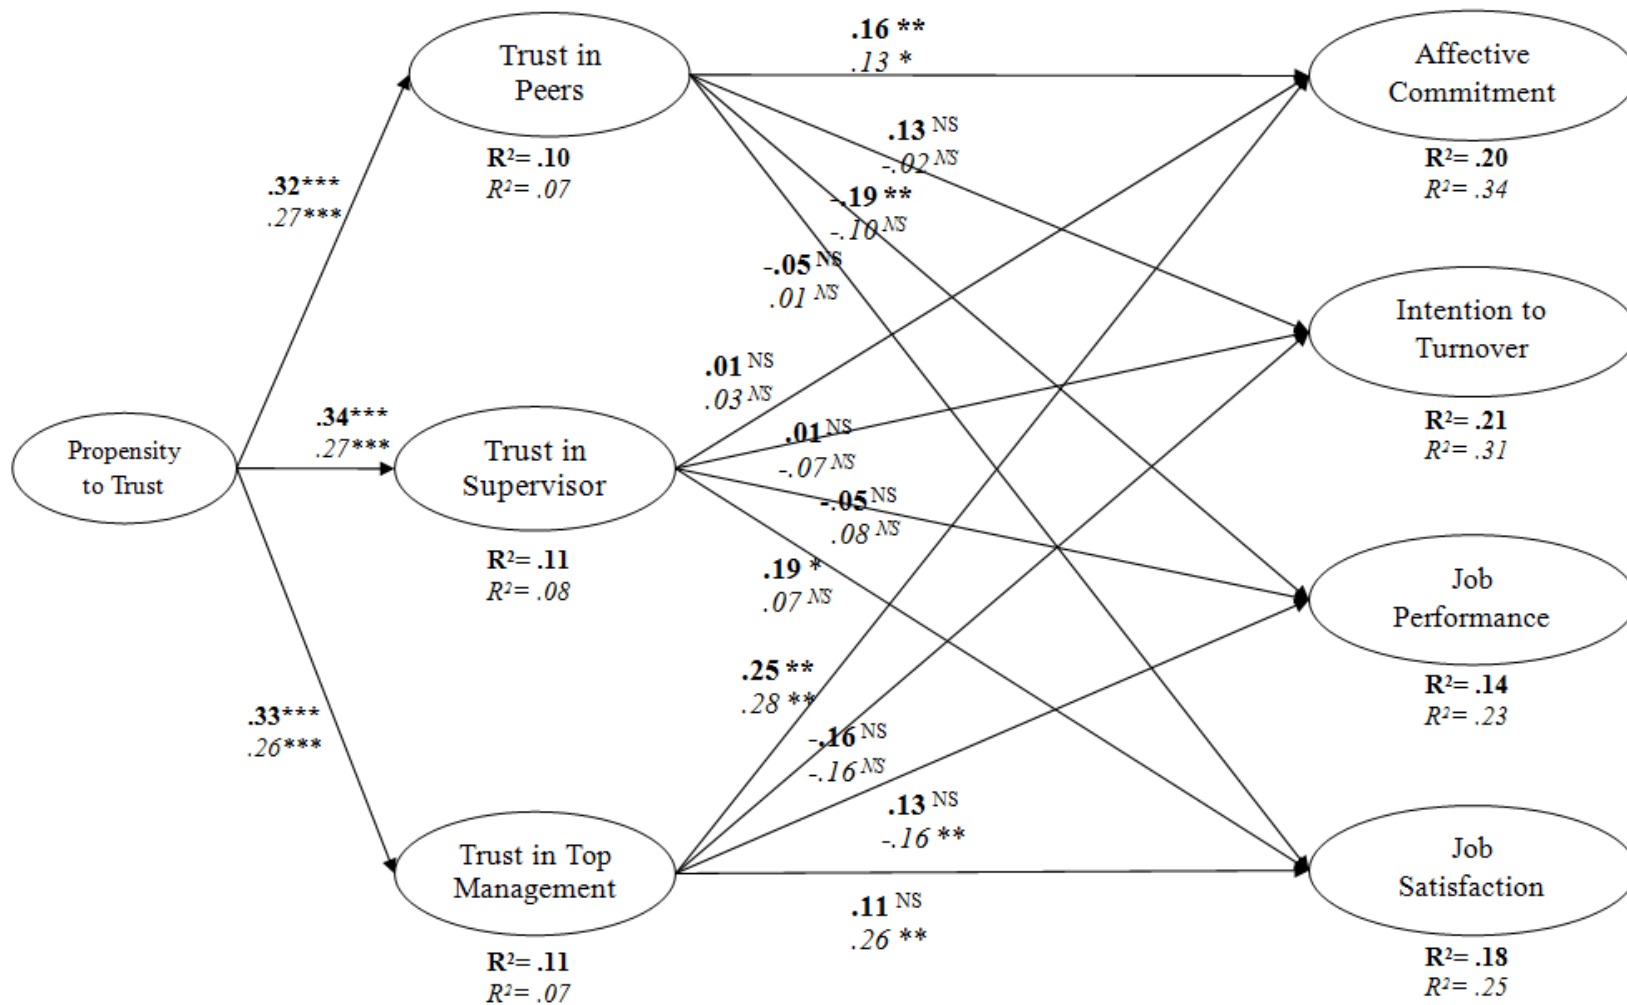 Trust in
Peers
R²= .10
R²= .07
.16 **
.13 *
Affective
Commitment
R²= .20
R²= .34
.13 NS
-.02 NS
-.19 **
-.10 NS
-.05 NS
.01 NS
.32***
.27***
Intention to
Turnover
R²= .21
R²= .31
.01 NS
.03 NS
Propensity
to Trust
.34***
.27***
Trust in
Supervisor
R²= .11
R²= .08
.01 NS
-.07 NS
-.05 NS
.08 NS
.19 *
.07 NS
Job
Performance
R²= .14
R²= .23
.25 **
.28 **
.33***
.26***
-.16 NS
-.16 NS
.13 NS
-.16 **
Trust in Top
Management
R²= .11
R²= .07
.11 NS
.26 **
Job
Satisfaction
R²= .18
R²= .25